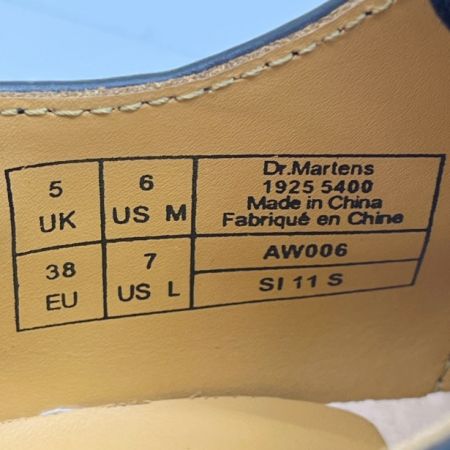 5 UK
6 US M
Dr.Martens
1925 5400
Made in China
Fabriqué en Chine
38 EU
7 US L
AW006
SI 11 S